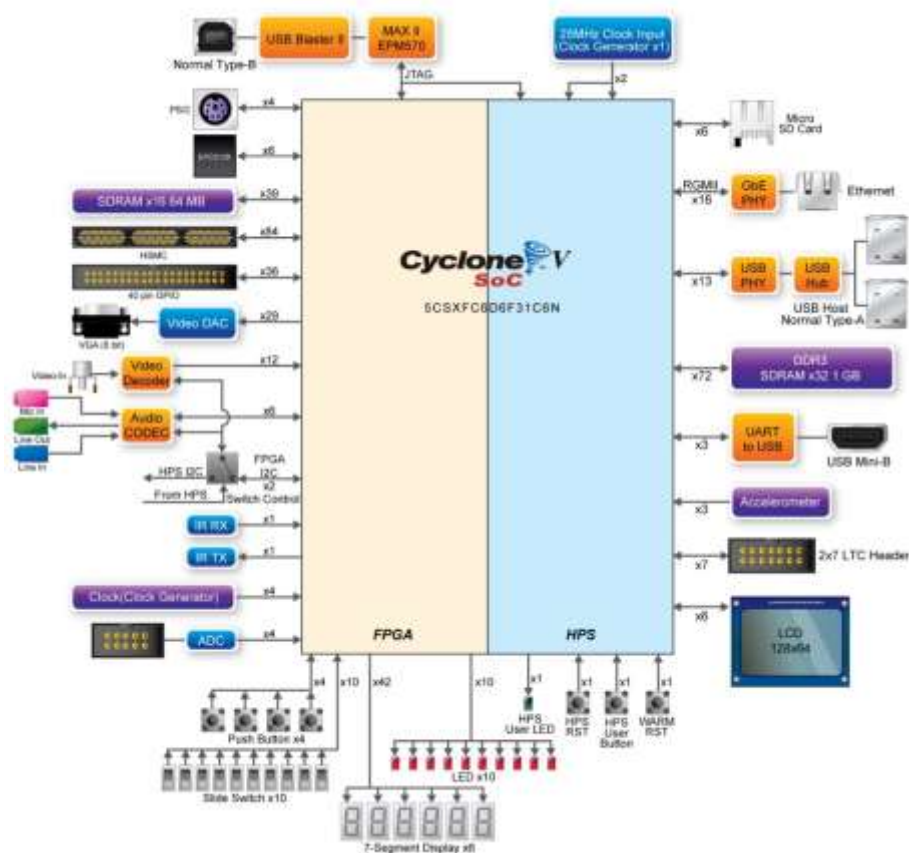 Normal Type-B
USB Blaster II
MAX II
EPM570
25MHz Clock Input
(Clock Generator x1)
JTAG
x2
PS/2
x4
x6
SDRAM x16 64 MB
x39
HSMC
x84
40 pin GPIO
x36
VGA (8 bit)
Video DAC
x29
Video In
Video
Decoder
x12
Mic In
Line Out
Line In
Audio
CODEC
x6
HPS I2C
FPGA
I2C
x2
From HPS
Switch Control
IR RX
x1
IR TX
x1
Clock(Clock Generator)
x4
ADC
x4
Cyclone V
SoC
5CSXFC6D6F31C6N
FPGA
HPS
x6
Micro
SD Card
RGMII
x16
GbE
PHY
Ethernet
x13
USB
PHY
USB
Hub
USB Host
Normal Type-A
x72
DDR3
SDRAM x32 1 GB
x3
UART
to USB
USB Mini-B
x3
Accelerometer
x7
2x7 LTC Header
x6
LCD
128x64
x4
x10
x42
x10
x1
x1
x1
x1
Push Button x4
HPS
User LED
HPS
RST
HPS
User
Button
WARM
RST
Slide Switch x10
LED x10
7-Segment Display x6